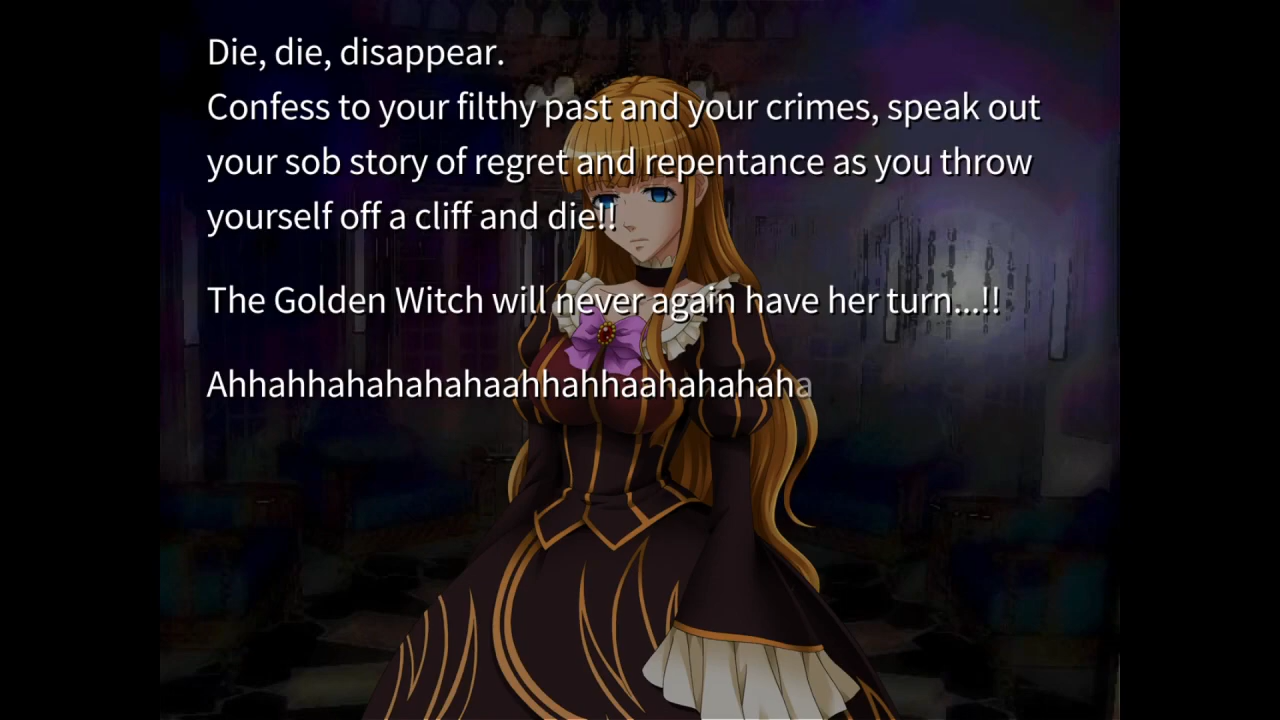 Die, die, disappear.
Confess to your filthy past and your crimes, speak out
your sob story of regret and repentance as you throw
yourself off a cliff and die!!
The Golden Witch will never again have her turn...!!
Ahhahhahahahahaahhahhaahahahaha